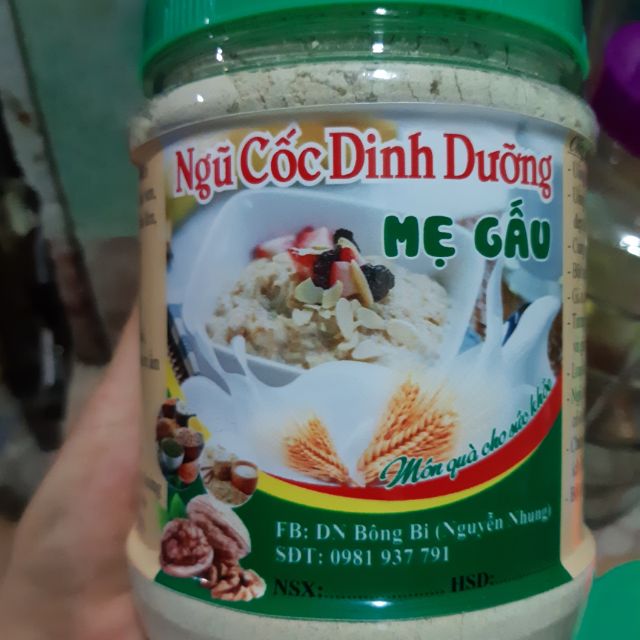 Ngũ Cốc Dinh Dưỡng
MẸ GẤU
Món quà cho sức khỏe
FB: DN Bông Bi (Nguyễn Nhung)
SĐT: 0981 937 791
NSX:..................... HSD:............